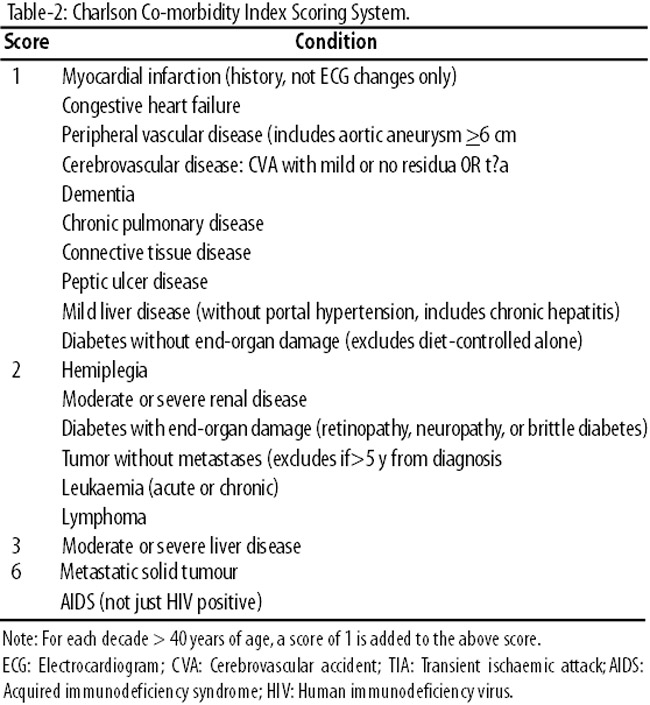 Table-2: Charlson Co-morbidity Index Scoring System.
Score Condition
1 Myocardial infarction (history, not ECG changes only)
Congestive heart failure
Peripheral vascular disease (includes aortic aneurysm ≥6 cm
Cerebrovascular disease: CVA with mild or no residua OR t?a
Dementia
Chronic pulmonary disease
Connective tissue disease
Peptic ulcer disease
Mild liver disease (without portal hypertension, includes chronic hepatitis)
Diabetes without end-organ damage (excludes diet-controlled alone)
2 Hemiplegia
Moderate or severe renal disease
Diabetes with end-organ damage (retinopathy, neuropathy, or brittle diabetes)
Tumor without metastases (excludes if>5 y from diagnosis
Leukaemia (acute or chronic)
Lymphoma
3 Moderate or severe liver disease
6 Metastatic solid tumour
AIDS (not just HIV positive)
Note: For each decade > 40 years of age, a score of 1 is added to the above score.
ECG: Electrocardiogram; CVA: Cerebrovascular accident; TIA: Transient ischaemic attack; AIDS:
Acquired immunodeficiency syndrome; HIV: Human immunodeficiency virus.